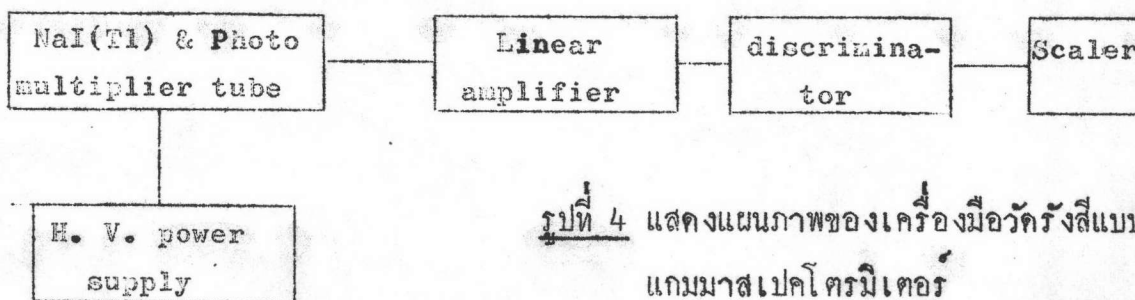 NaI(Tl) & Photo
multiplier tube
Linear
amplifier
discrimina-
tor
Scaler
H. V. power
supply
รูปที่ 4 แสดงแผนภาพของเครื่องมือวัดรังสีแบบ
แกมมาสเปคโตรมิเตอร์